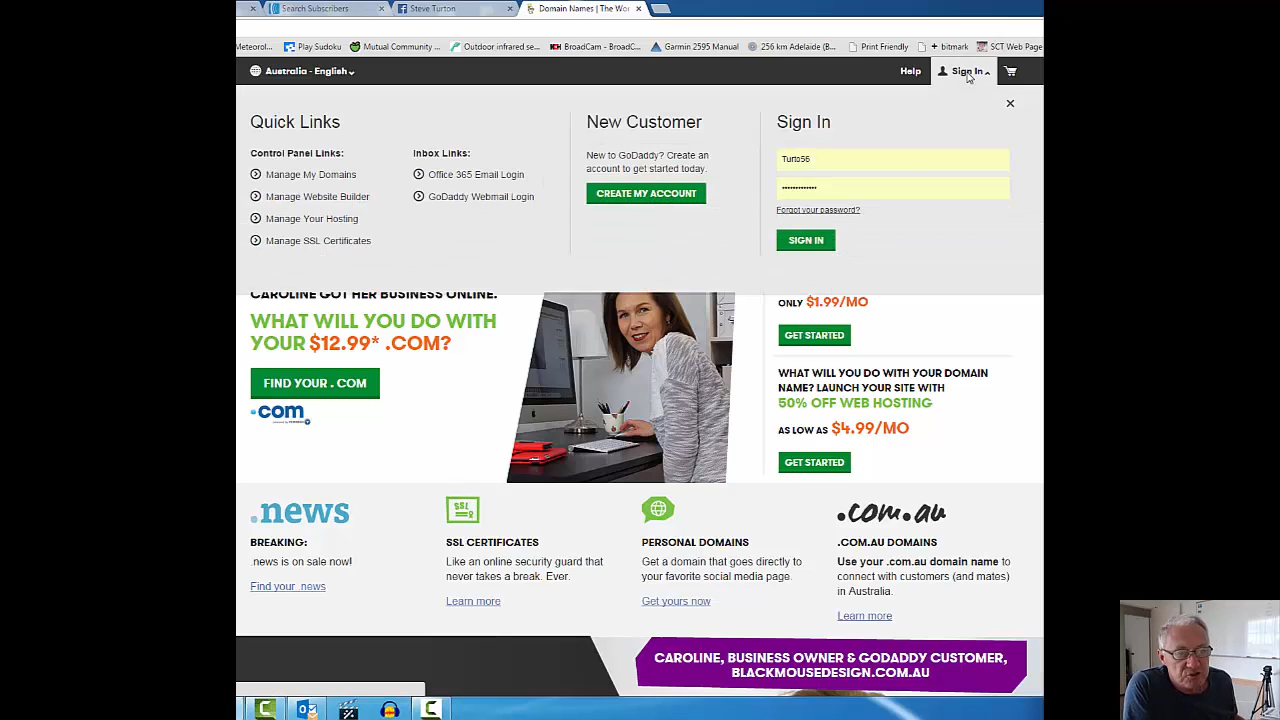 Search Subscribers
Steve Turton
Domain Names | The Wo
Meteorol...
Play Sudoku
Mutual Community ...
Outdoor infrared se...
BroadCam - BroadC...
Garmin 2595 Manual
256 km Adelaide (B...
Print Friendly
+ bitmark
SCT Web Page
Australia - English
Help
Sign In
Quick Links
Control Panel Links:
Manage My Domains
Manage Website Builder
Manage Your Hosting
Manage SSL Certificates
Inbox Links:
Office 365 Email Login
GoDaddy Webmail Login
New Customer
New to GoDaddy? Create an
account to get started today.
CREATE MY ACCOUNT
Sign In
Turto56
•••••••••••••
Forgot your password?
SIGN IN
CAROLINE GOT HER BUSINESS ONLINE.
WHAT WILL YOU DO WITH
YOUR $12.99* .COM?
FIND YOUR . COM
.com
ONLY $1.99/MO
GET STARTED
WHAT WILL YOU DO WITH YOUR DOMAIN
NAME? LAUNCH YOUR SITE WITH
50% OFF WEB HOSTING
AS LOW AS $4.99/MO
GET STARTED
.news
BREAKING:
.news is on sale now!
Find your .news
SSL
SSL CERTIFICATES
Like an online security guard that
never takes a break. Ever.
Learn more
PERSONAL DOMAINS
Get a domain that goes directly to
your favorite social media page.
Get yours now
.com.au
.COM.AU DOMAINS
Use your .com.au domain name to
connect with customers (and mates)
in Australia.
Learn more
CAROLINE, BUSINESS OWNER & GODADDY CUSTOMER,
BLACKMOUSEDESIGN.COM.AU